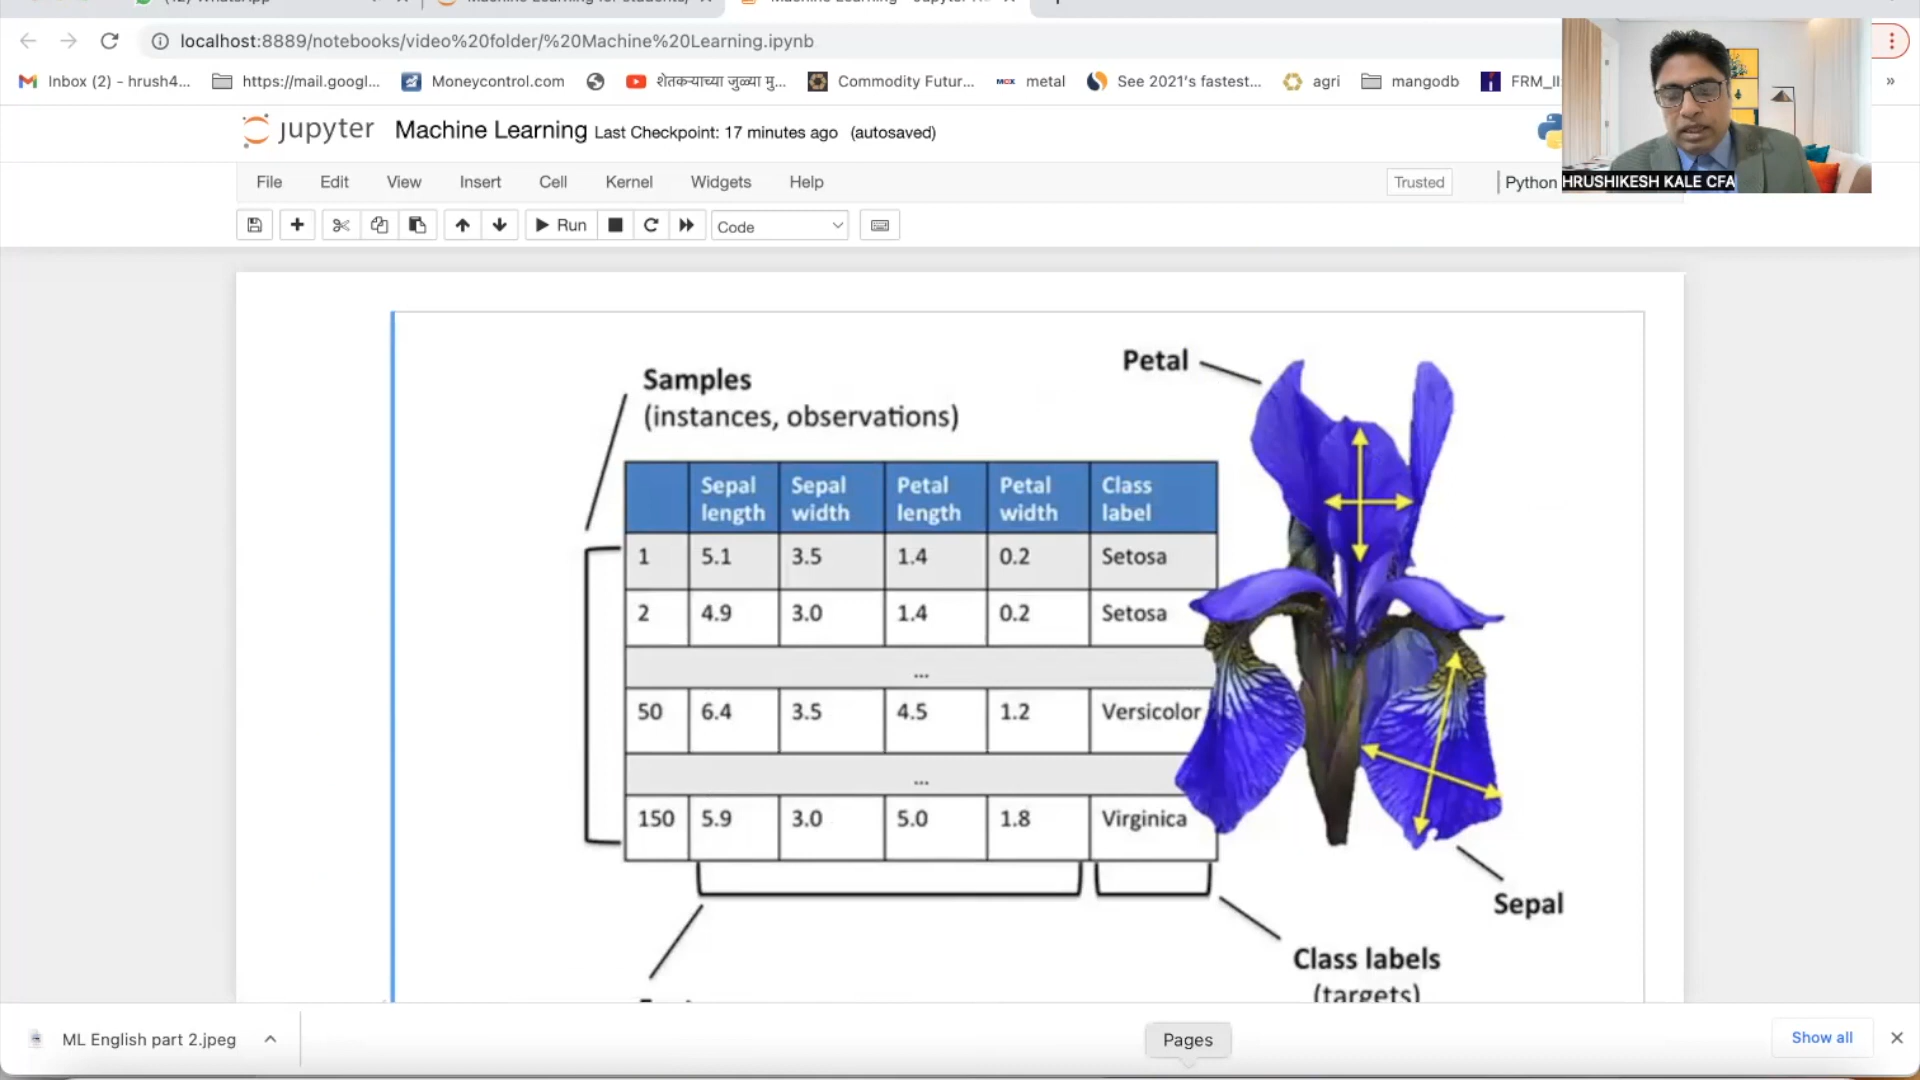 localhost:8889/notebooks/video%20folder/%20Machine%20Learning.ipynb
Inbox (2) - hrush4... https://mail.googl... Moneycontrol.com शेतकऱ्याच्या जुळ्या मु... Commodity Futur... MCX metal See 2021's fastest... agri mangodb FRM_II »
jupyter Machine Learning Last Checkpoint: 17 minutes ago (autosaved)
File Edit View Insert Cell Kernel Widgets Help Trusted Python
HRUSHIKESH KALE CFA
Run Code
Petal
Samples
(instances, observations)
Sepal length Sepal width Petal length Petal width Class label
1 5.1 3.5 1.4 0.2 Setosa
2 4.9 3.0 1.4 0.2 Setosa
...
50 6.4 3.5 4.5 1.2 Versicolor
...
150 5.9 3.0 5.0 1.8 Virginica
Sepal
Class labels
(targets)
ML English part 2.jpeg
Pages
Show all